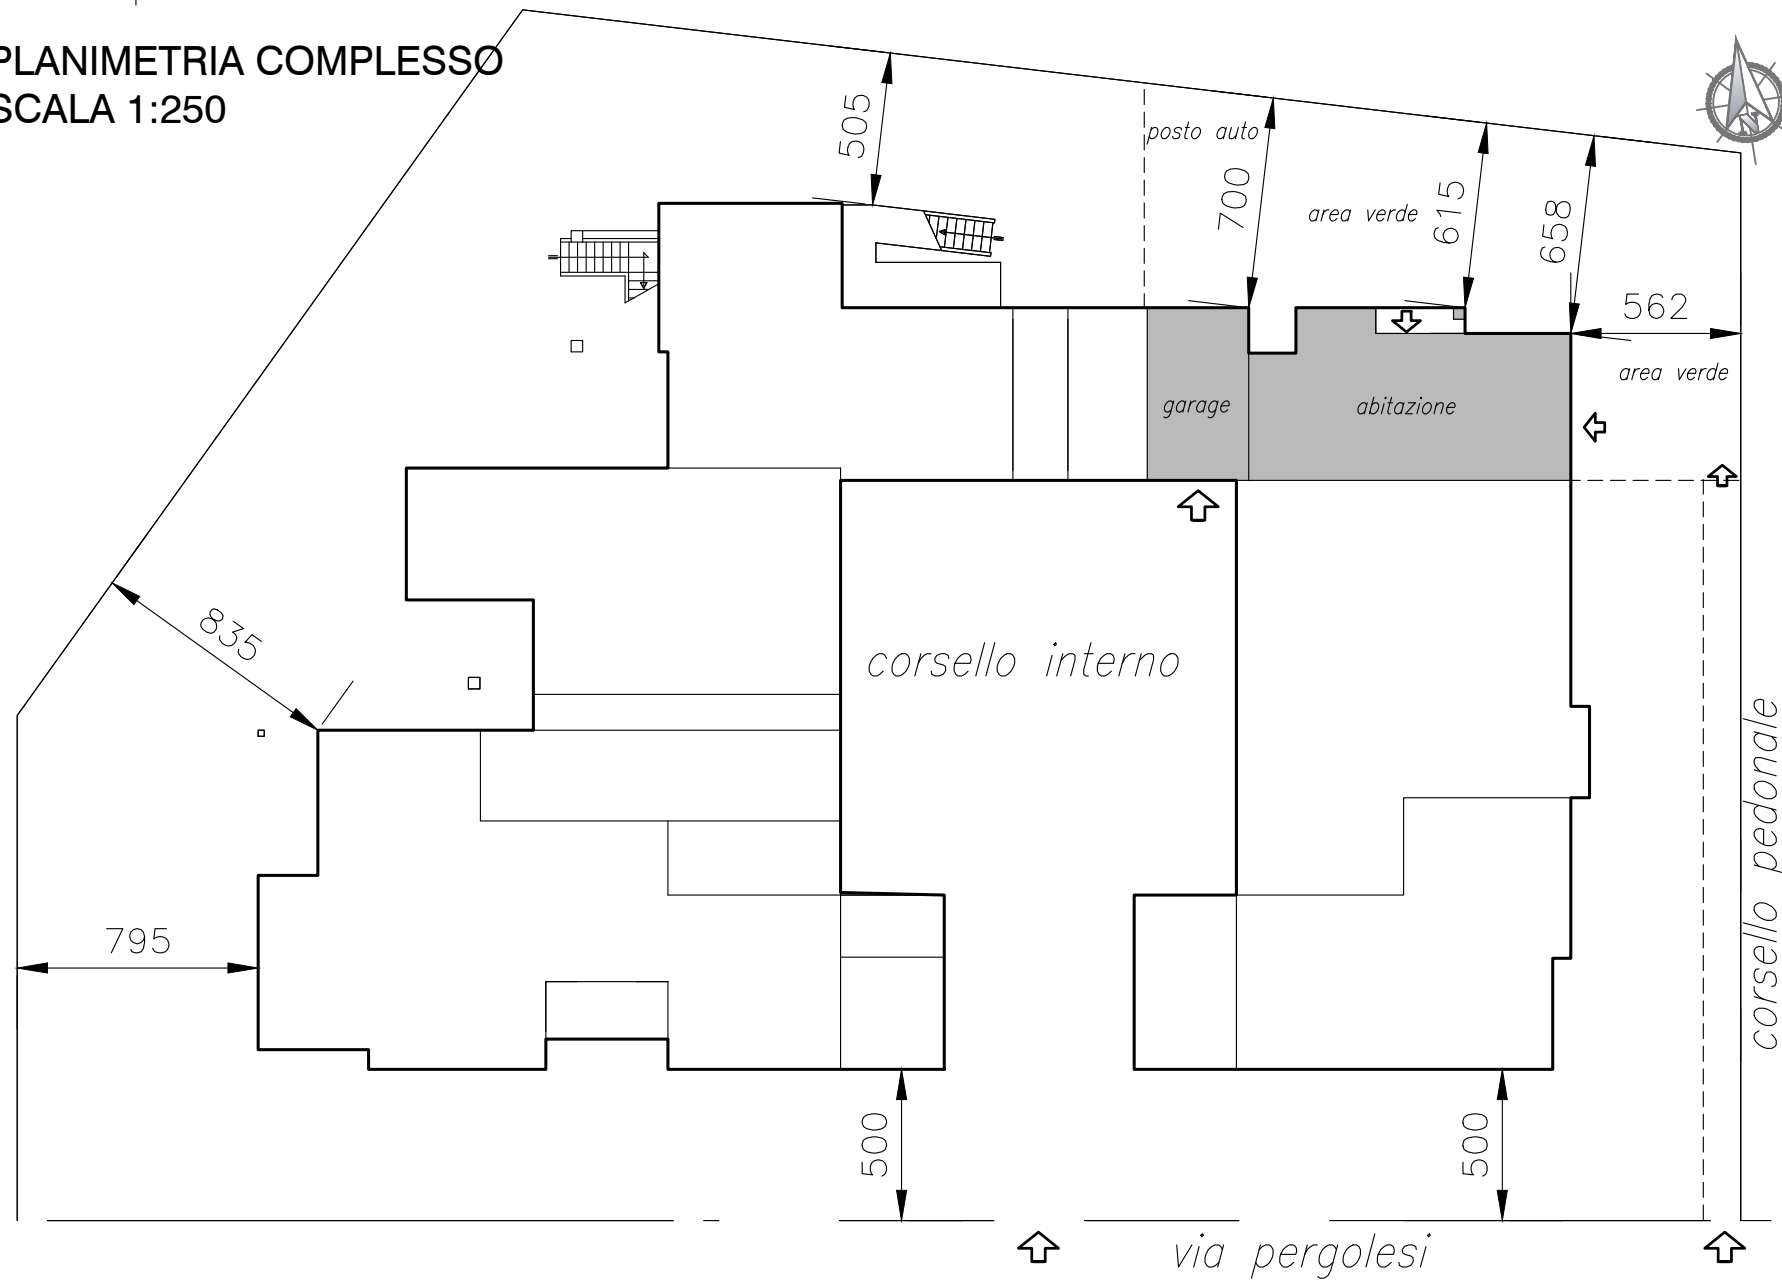 PLANIMETRIA COMPLESSO
SCALA 1:250
505
posto auto
700
area verde
615
658
562
area verde
garage
abitazione
N
835
corsello interno
corsello pedonale
795
500
500
via pergolesi